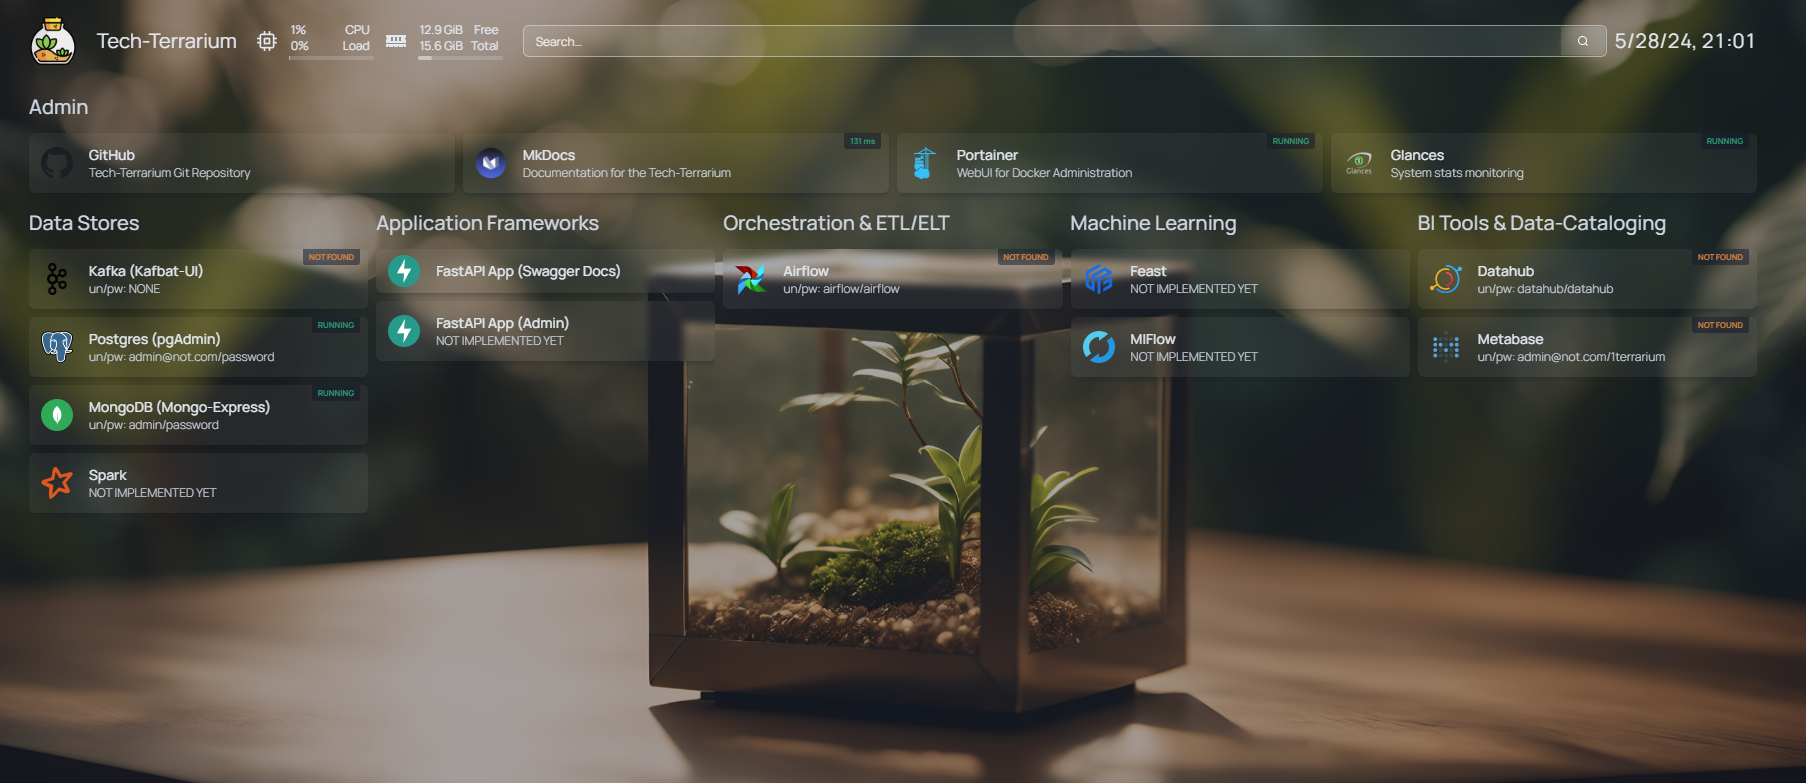 Tech-Terrarium
1% CPU
0% Load
12.9 GiB Free
15.6 GiB Total
Search...
5/28/24, 21:01
Admin
GitHub
Tech-Terrarium Git Repository
131 ms
MkDocs
Documentation for the Tech-Terrarium
RUNNING
Portainer
WebUI for Docker Administration
RUNNING
Glances
Glances
System stats monitoring
Data Stores
NOT FOUND
Kafka (Kafbat-UI)
un/pw: NONE
RUNNING
Postgres (pgAdmin)
un/pw: admin@not.com/password
RUNNING
MongoDB (Mongo-Express)
un/pw: admin/password
Spark
NOT IMPLEMENTED YET
Application Frameworks
FastAPI App (Swagger Docs)
FastAPI App (Admin)
NOT IMPLEMENTED YET
Orchestration & ETL/ELT
NOT FOUND
Airflow
un/pw: airflow/airflow
Machine Learning
Feast
NOT IMPLEMENTED YET
MlFlow
NOT IMPLEMENTED YET
BI Tools & Data-Cataloging
NOT FOUND
Datahub
un/pw: datahub/datahub
NOT FOUND
Metabase
un/pw: admin@not.com/1terrarium